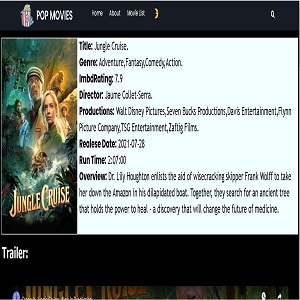 POP MOVIES
Home About Movie List
Title: Jungle Cruise.
Genre: Adventure,Fantasy,Comedy,Action.
ImbdRating: 7.9
Director: Jaume Collet-Serra.
Productions: Walt Disney Pictures,Seven Bucks Productions,Davis Entertainment,Flynn
Picture Company,TSG Entertainment,Zaftig Films.
Realese Date: 2021-07-28
Run Time: 2:07:00
Overview: Dr. Lily Houghton enlists the aid of wisecracking skipper Frank Wolff to take
her down the Amazon in his dilapidated boat. Together, they search for an ancient tree
that holds the power to heal - a discovery that will change the future of medicine.
JUNGLE CRUISE
Trailer: